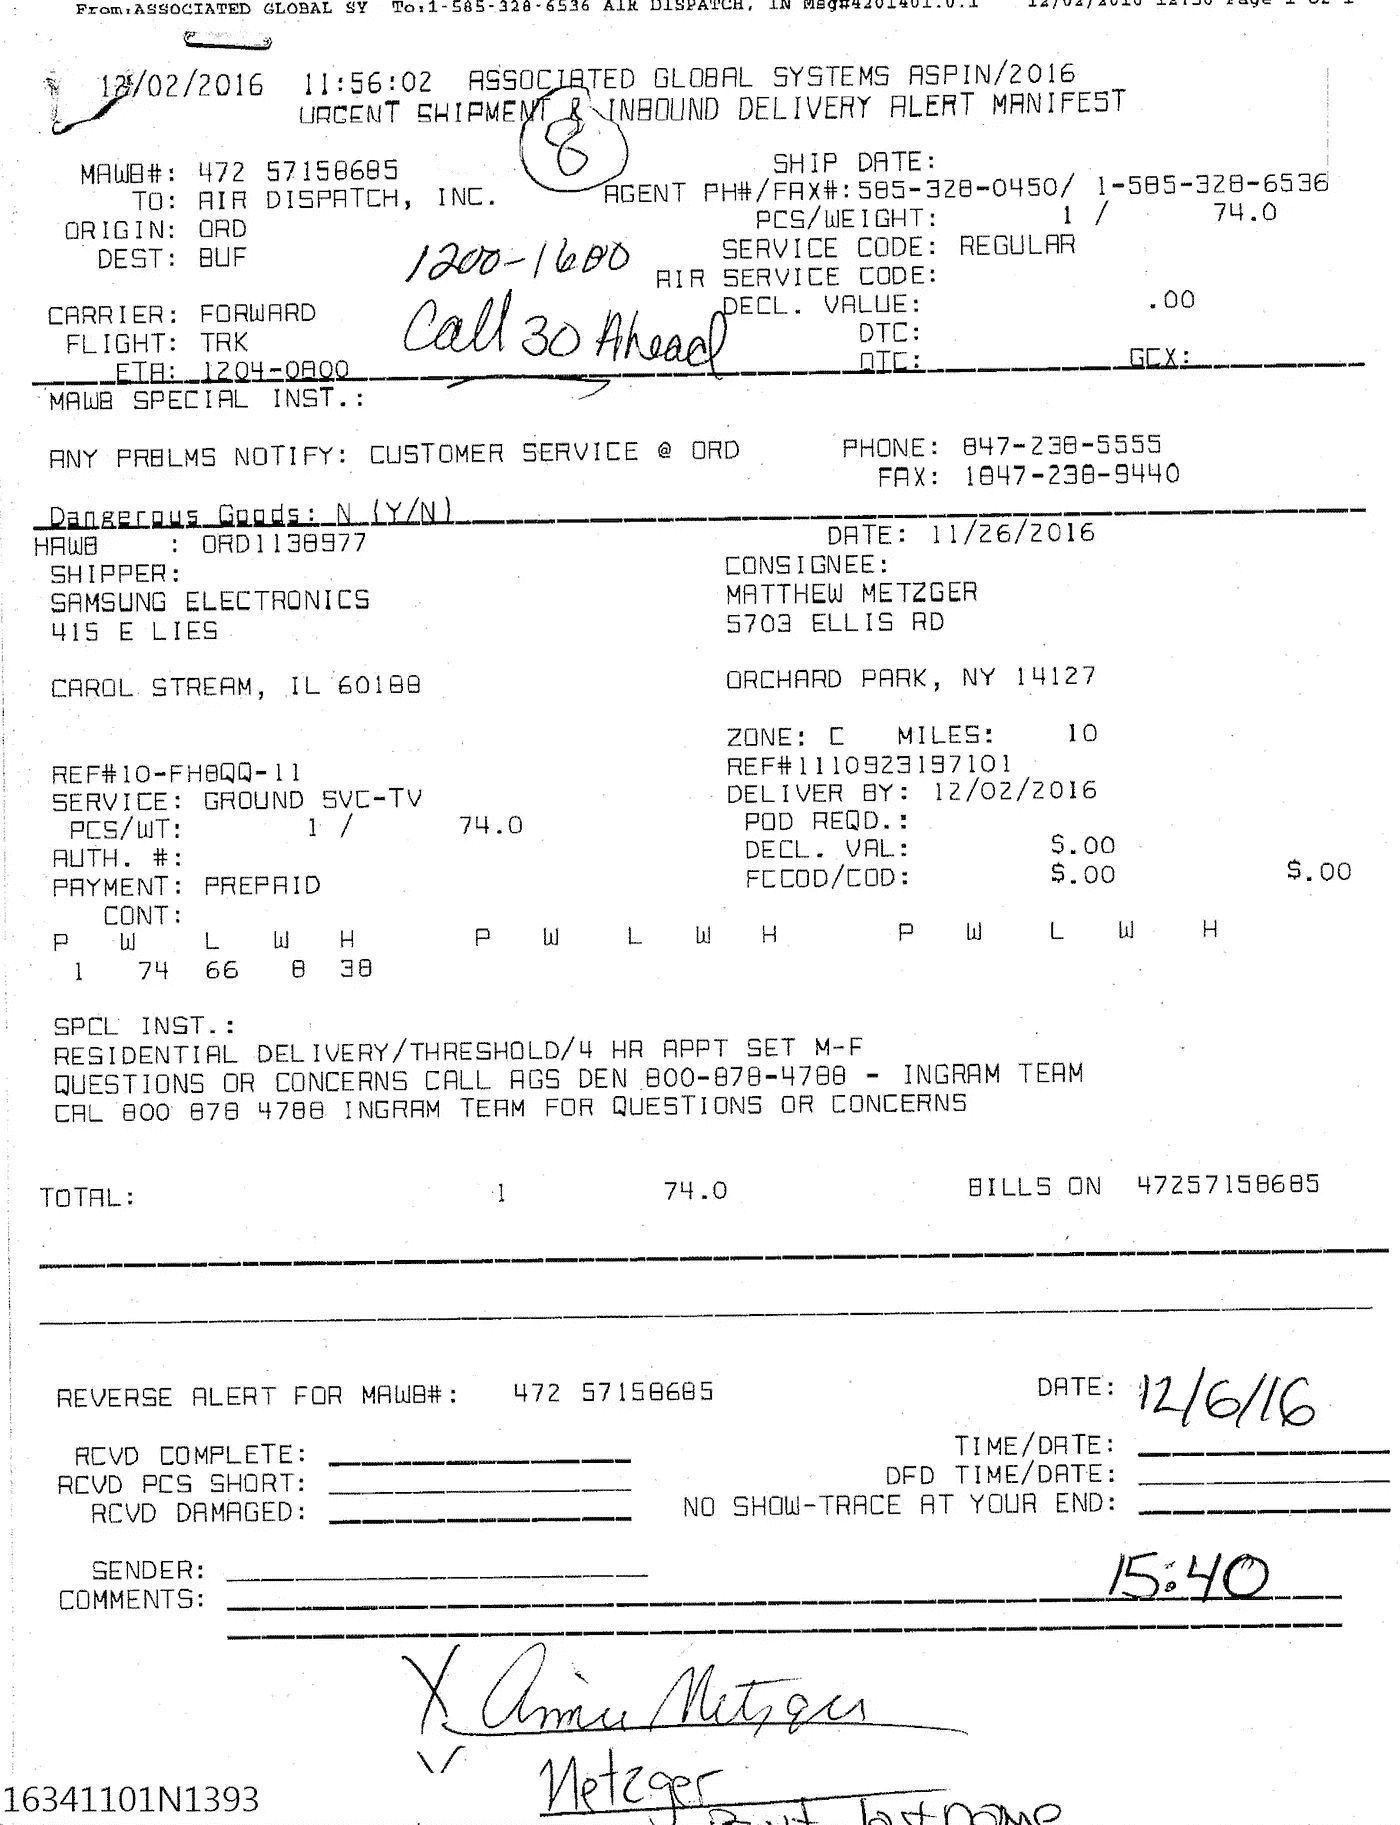 From:ASSOCIATED GLOBAL SY To:1-585-328-6536 AIR DISPATCH, IN Msg#4201401.0.1 12/02/2016 12:56 Page 1 of 1
12/02/2016 11:56:02 ASSOCIATED GLOBAL SYSTEMS ASPIN/2016
URGENT SHIPMENT & INBOUND DELIVERY ALERT MANIFEST
8
MAWB#: 472 57158685 SHIP DATE:
TO: AIR DISPATCH, INC. AGENT PH#/FAX#:585-328-0450/ 1-585-328-6536
ORIGIN: ORD PCS/WEIGHT: 1 / 74.0
DEST: BUF 1200-1600 SERVICE CODE: REGULAR
AIR SERVICE CODE:
CARRIER: FORWARD DECL. VALUE: .00
FLIGHT: TRK Call 30 Ahead DTC:
ETA: 1204-0800 QTC: GCX:
MAWB SPECIAL INST.:
ANY PRBLMS NOTIFY: CUSTOMER SERVICE @ ORD PHONE: 847-238-5555
FAX: 1847-238-9440
Dangerous Goods: N (Y/N)
HAWB : ORD1138977 DATE: 11/26/2016
SHIPPER: CONSIGNEE:
SAMSUNG ELECTRONICS MATTHEW METZGER
415 E LIES 5703 ELLIS RD
CAROL STREAM, IL 60188 ORCHARD PARK, NY 14127
ZONE: C MILES: 10
REF#10-FH8QQ-11 REF#1110923197101
SERVICE: GROUND SVC-TV DELIVER BY: 12/02/2016
PCS/WT: 1 / 74.0 POD REQD.:
AUTH. #: DECL. VAL: $.00
PAYMENT: PREPAID FCCOD/COD: $.00 $.00
CONT:
P W L W H P W L W H P W L W H
1 74 66 8 38
SPCL INST.:
RESIDENTIAL DELIVERY/THRESHOLD/4 HR APPT SET M-F
QUESTIONS OR CONCERNS CALL AGS DEN 800-878-4788 - INGRAM TEAM
CAL 800 878 4788 INGRAM TEAM FOR QUESTIONS OR CONCERNS
TOTAL: 1 74.0 BILLS ON 47257158685
REVERSE ALERT FOR MAWB#: 472 57158685 DATE: 12/6/16
RCVD COMPLETE: TIME/DATE:
RCVD PCS SHORT: DFD TIME/DATE:
RCVD DAMAGED: NO SHOW-TRACE AT YOUR END:
SENDER: 15:40
COMMENTS:
X Metzger
Metzger
Print last name
16341101N1393